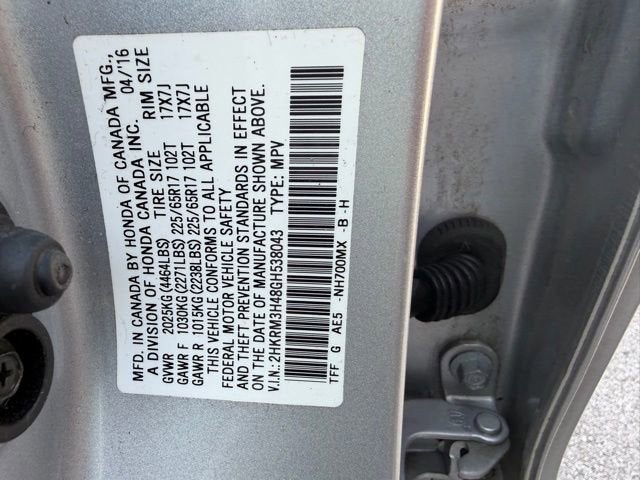 MFD. IN CANADA BY HONDA OF CANADA MFG.,
A DIVISION OF HONDA CANADA INC. 04/16
TIRE SIZE RIM SIZE
GVWR 2025KG(4464LBS)
GAWR F 1030KG(2271LBS) 225/65R17 102T 17X7J
GAWR R 1015KG(2238LBS) 225/65R17 102T 17X7J
THIS VEHICLE CONFORMS TO ALL APPLICABLE
FEDERAL MOTOR VEHICLE SAFETY
AND THEFT PREVENTION STANDARDS IN EFFECT
ON THE DATE OF MANUFACTURE SHOWN ABOVE.
V.I.N.: 2HKRM3H48GH538043 TYPE: MPV
TFF G AE5 -NH700MX -B -H